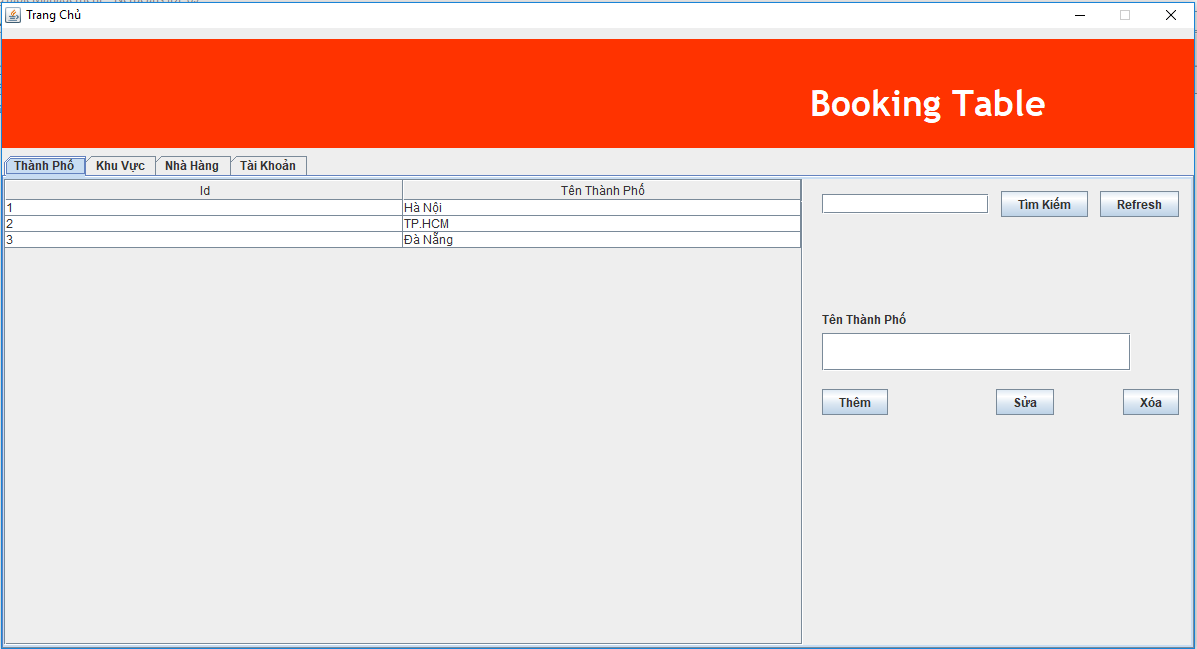 Trang Chủ
Booking Table
Thành Phố Khu Vực Nhà Hàng Tài Khoản
Id Tên Thành Phố
1 Hà Nội
2 TP.HCM
3 Đà Nẵng
Tìm Kiếm Refresh
Tên Thành Phố
Thêm Sửa Xóa